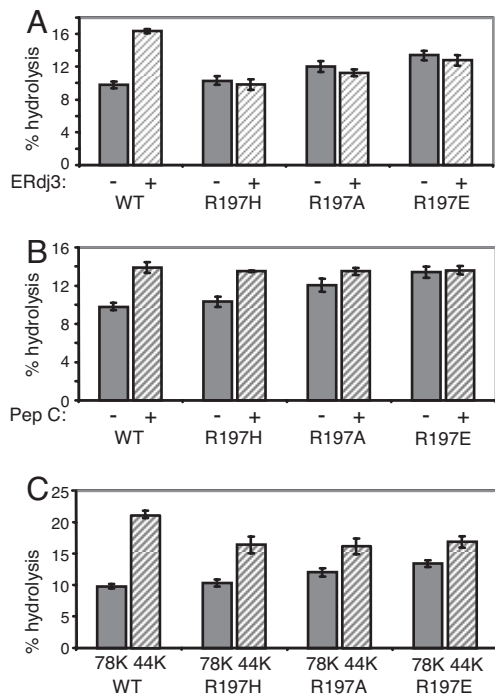 A
% hydrolysis
16
12
8
4
0
ERdj3: - + - + - + - +
WT R197H R197A R197E
B
% hydrolysis
16
12
8
4
0
Pep C: - + - + - + - +
WT R197H R197A R197E
C
% hydrolysis
25
20
15
10
5
0
78K 44K 78K 44K 78K 44K 78K 44K
WT R197H R197A R197E